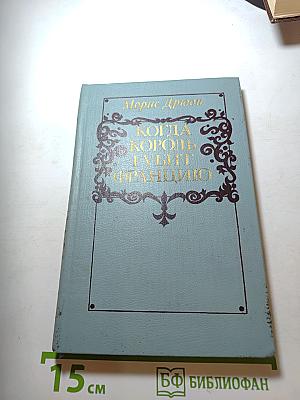 Морис Дрюон
КОГДА
КОРОЛЬ
ГУБИТ
ФРАНЦИЮ
15 см
БФ БИБЛИОФАН